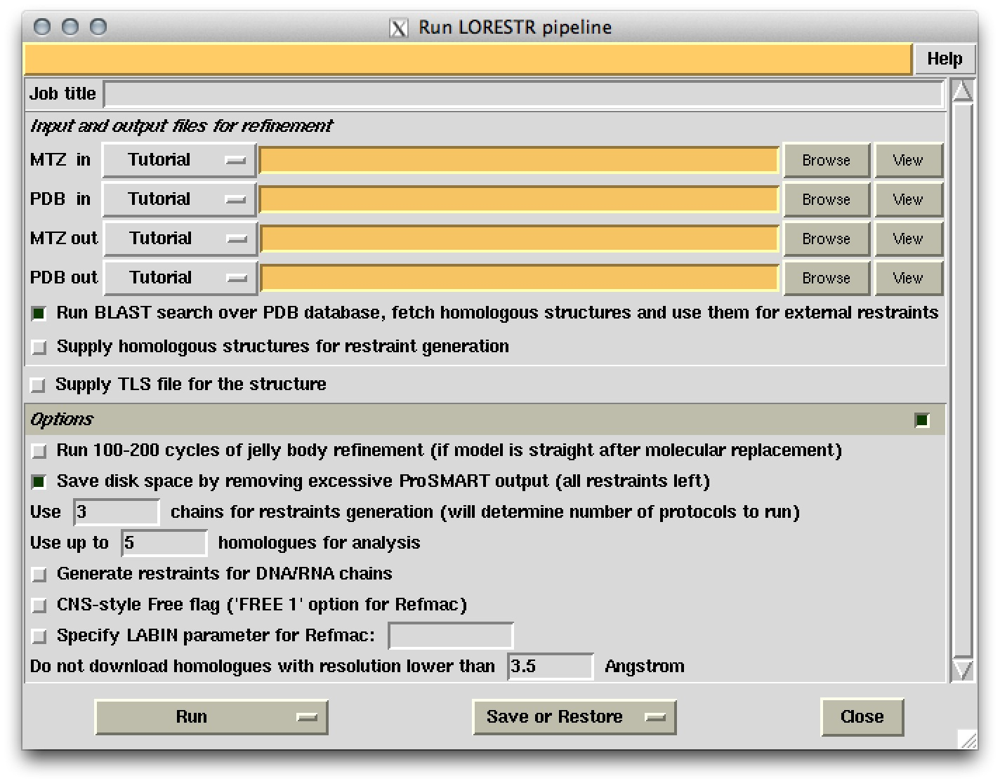 Run LORESTR pipeline
Help
Job title
Input and output files for refinement
MTZ in Tutorial Browse View
PDB in Tutorial Browse View
MTZ out Tutorial Browse View
PDB out Tutorial Browse View
Run BLAST search over PDB database, fetch homologous structures and use them for external restraints
Supply homologous structures for restraint generation
Supply TLS file for the structure
Options
Run 100-200 cycles of jelly body refinement (if model is straight after molecular replacement)
Save disk space by removing excessive ProSMART output (all restraints left)
Use 3 chains for restraints generation (will determine number of protocols to run)
Use up to 5 homologues for analysis
Generate restraints for DNA/RNA chains
CNS-style Free flag ('FREE 1' option for Refmac)
Specify LABIN parameter for Refmac:
Do not download homologues with resolution lower than 3.5 Angstrom
Run Save or Restore Close